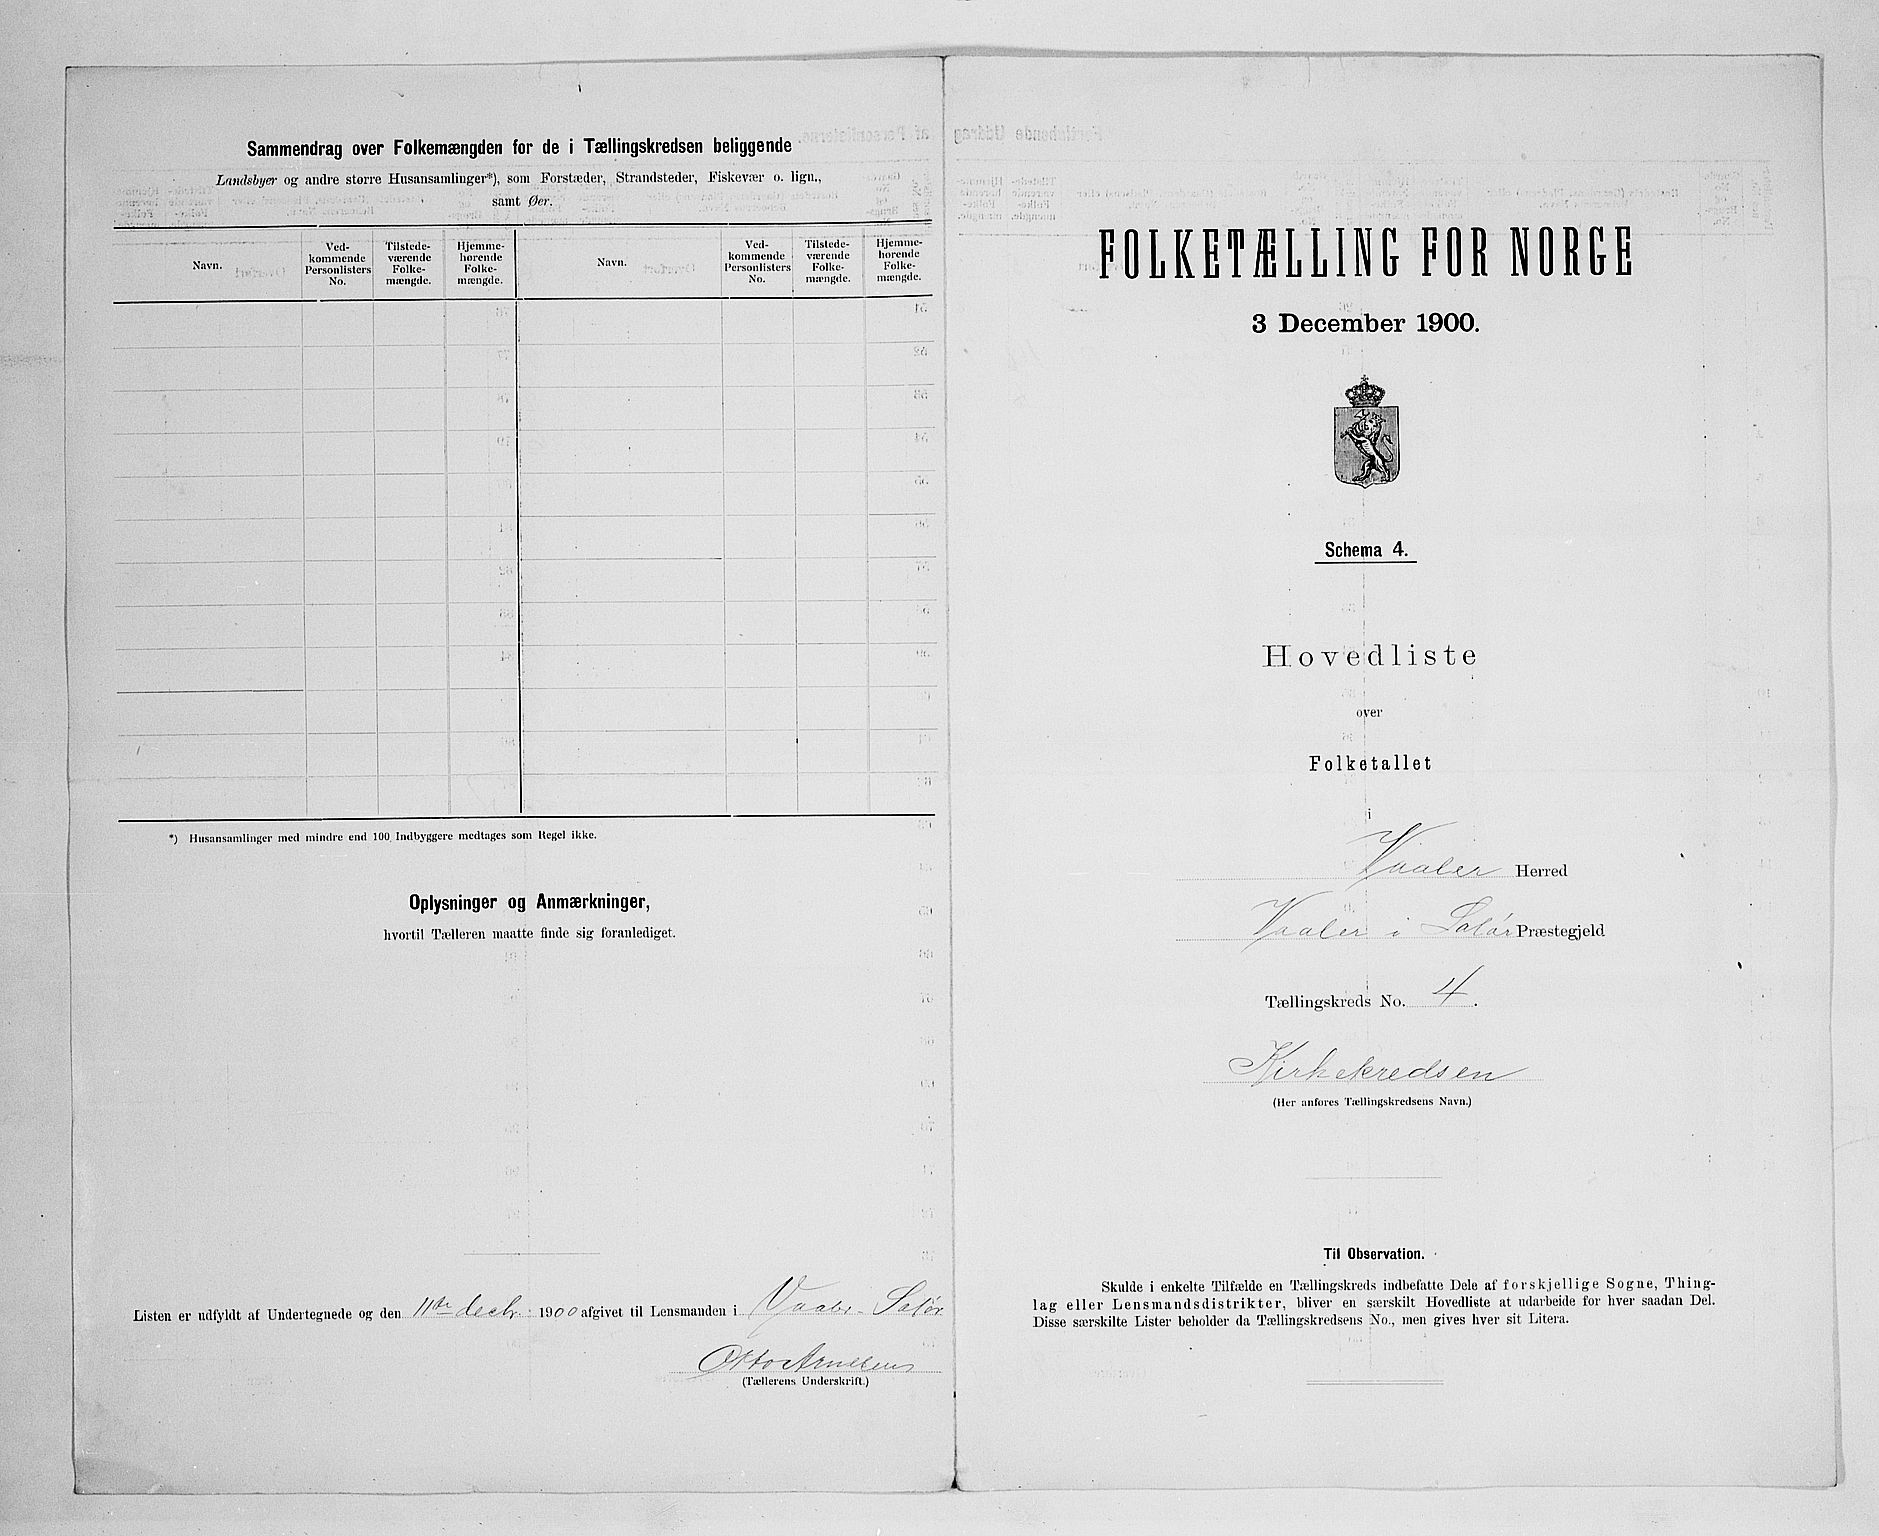 Sammendrag over Folkemængden for de i Tællingskredsen beliggende
Landsbyer og andre større Husansamlinger*), som Forstæder, Strandsteder, Fiskevær o. lign.,
samt Øer.
Navn.
Ved-
kommende
Personlisters
No.
Tilstede-
værende
Folke-
mængde.
Hjemme-
hørende
Folke-
mængde.
Navn.
Ved-
kommende
Personlisters
No.
Tilstede-
værende
Folke-
mængde.
Hjemme-
hørende
Folke-
mængde.
*) Husansamlinger med mindre end 100 Indbyggere medtages som Regel ikke.
Oplysninger og Anmærkninger,
hvortil Tælleren maatte finde sig foranlediget.
Listen er udfyldt af Undertegnede og den 11te decbr. 1900 afgivet til Lensmanden i Vaaler Solør
Otto Arnesen
(Tællerens Underskrift.)
FOLKETÆLLING FOR NORGE
3 December 1900.
Schema 4.
Hovedliste
over
Folketallet
i
Vaaler Herred
Vaaler i Solør Præstegjeld
Tællingskreds No. 4.
Kirkekredsen
(Her anføres Tællingskredsens Navn.)
Til Observation.
Skulde i enkelte Tilfælde en Tællingskreds indbefatte Dele af forskjellige Sogne, Thing-
lag eller Lensmandsdistrikter, bliver en særskilt Hovedliste at udarbeide for hver saadan Del.
Disse særskilte Lister beholder da Tællingskredsens No., men gives hver sit Litera.